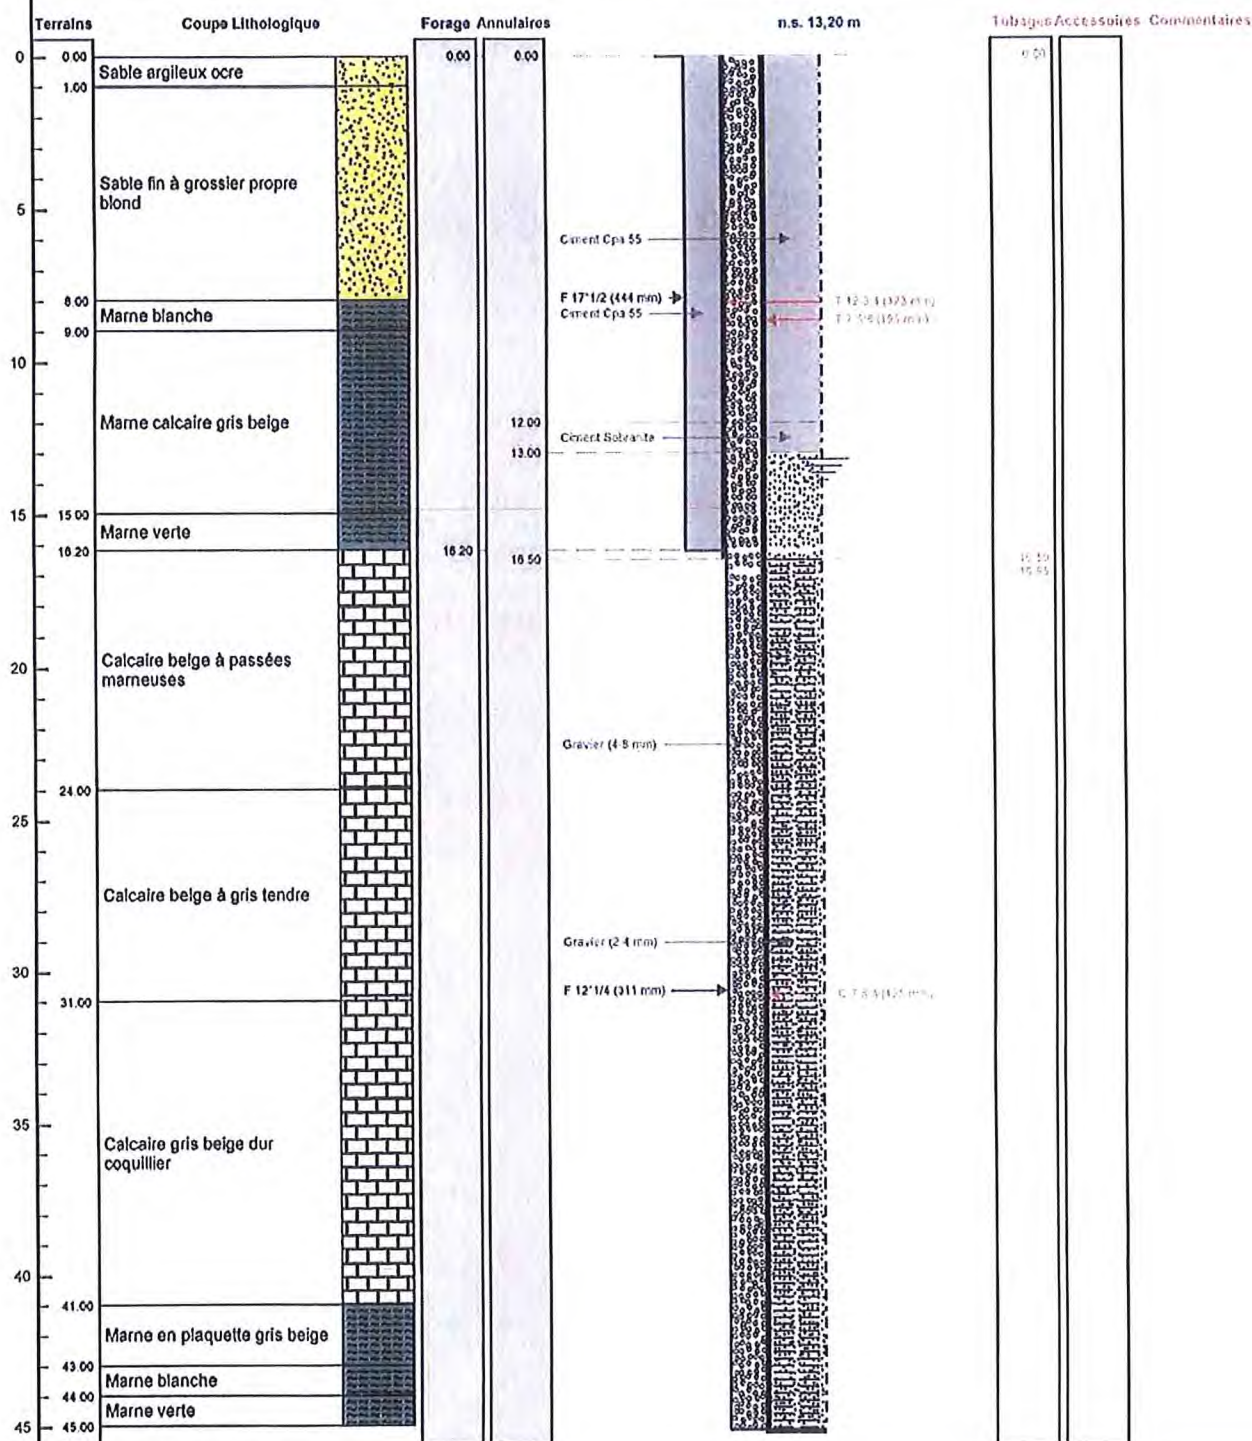 Terrains Coupe Lithologique Forage Annulaires n.s. 13,20 m Tubages Accessoires Commentaires
0 0.00 0.00 0.00 0.00
Sable argileux ocre
1.00
Sable fin à grossier propre
blond
5
Ciment Cpa 55
F 17"1/2 (444 mm)
8.00
Ciment Cpa 55
Marne blanche
9.00
10
Marne calcaire gris beige
12.00
Ciment
13.00
15 15.00
Marne verte
16.20 16.20 16.50
Calcaire beige à passées
marneuses
20
Gravier (4-8 mm)
24.00
25
Calcaire beige à gris tendre
Gravier (2-4 mm)
30
F 12"1/4 (311 mm)
31.00
35
Calcaire gris beige dur
coquillier
40
41.00
Marne en plaquette gris beige
43.00
Marne blanche
44.00
Marne verte
45 45.00